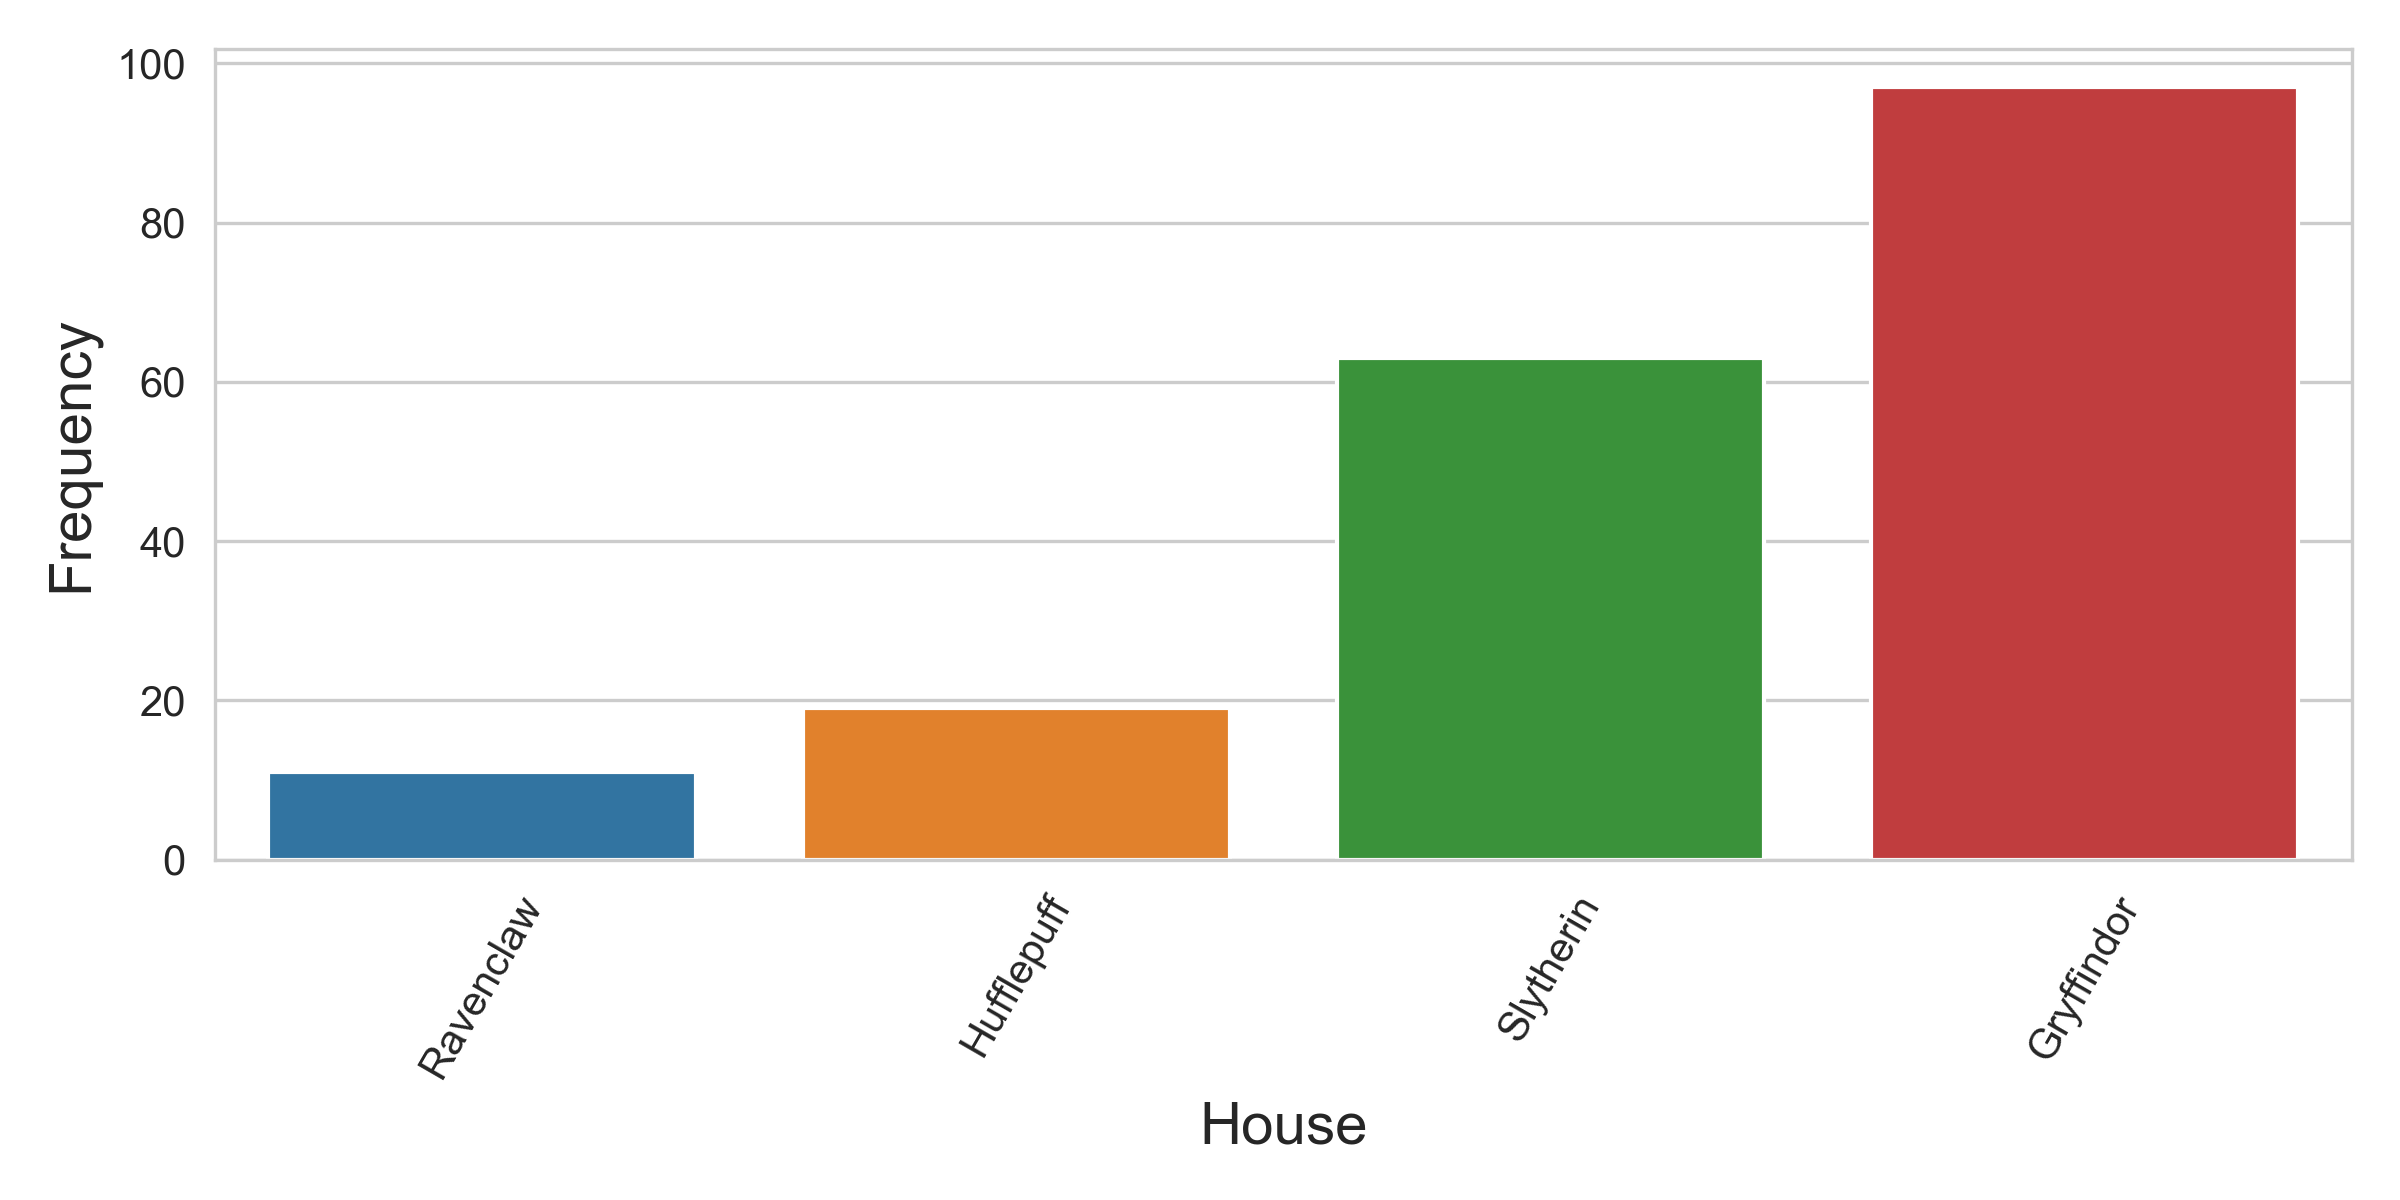 100
80
60
40
20
0
Frequency
Ravenclaw
Hufflepuff
Slytherin
Gryffindor
House